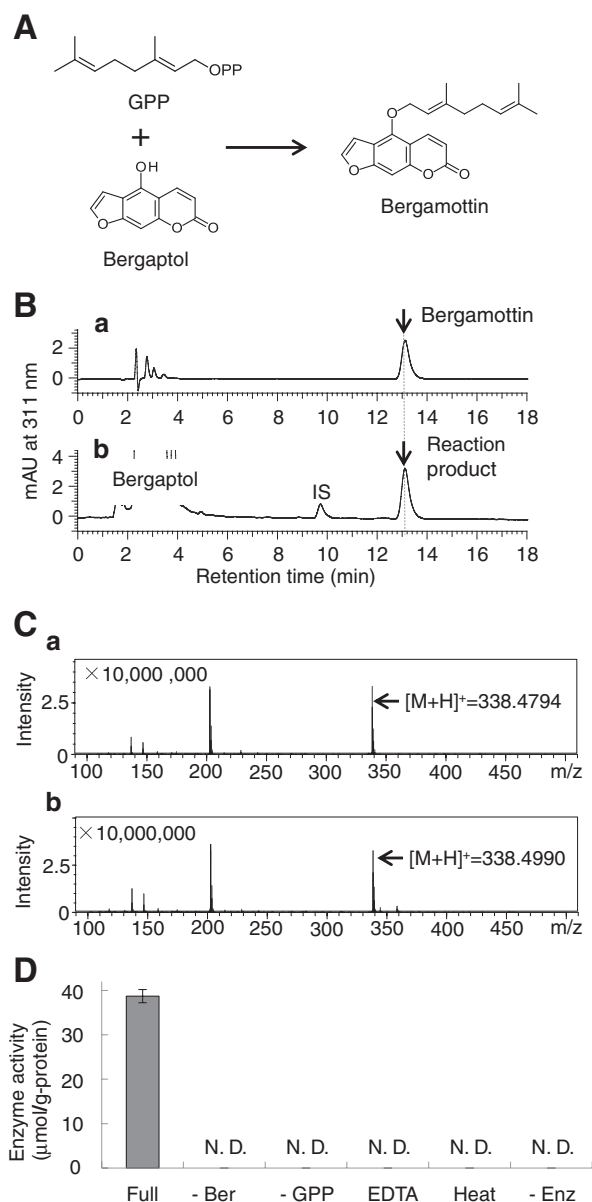 A
OPP
GPP
+
OH
O
O
O
Bergaptol
O
O
O
O
Bergamottin
B
mAU at 311 nm
a
Bergamottin
2
0
0 2 4 6 8 10 12 14 16 18
b
Bergaptol
IS
Reaction
product
4
2
0
0 2 4 6 8 10 12 14 16 18
Retention time (min)
C
a
Intensity
×10,000 ,000
[M+H]+=338.4794
2.5
0
100 150 200 250 300 350 400 450 m/z
b
Intensity
×10,000,000
[M+H]+=338.4990
2.5
0
100 150 200 250 300 350 400 450 m/z
D
Enzyme activity
(μmol/g-protein)
40
30
20
10
0
N. D. N. D. N. D. N. D. N. D.
Full - Ber - GPP EDTA Heat - Enz